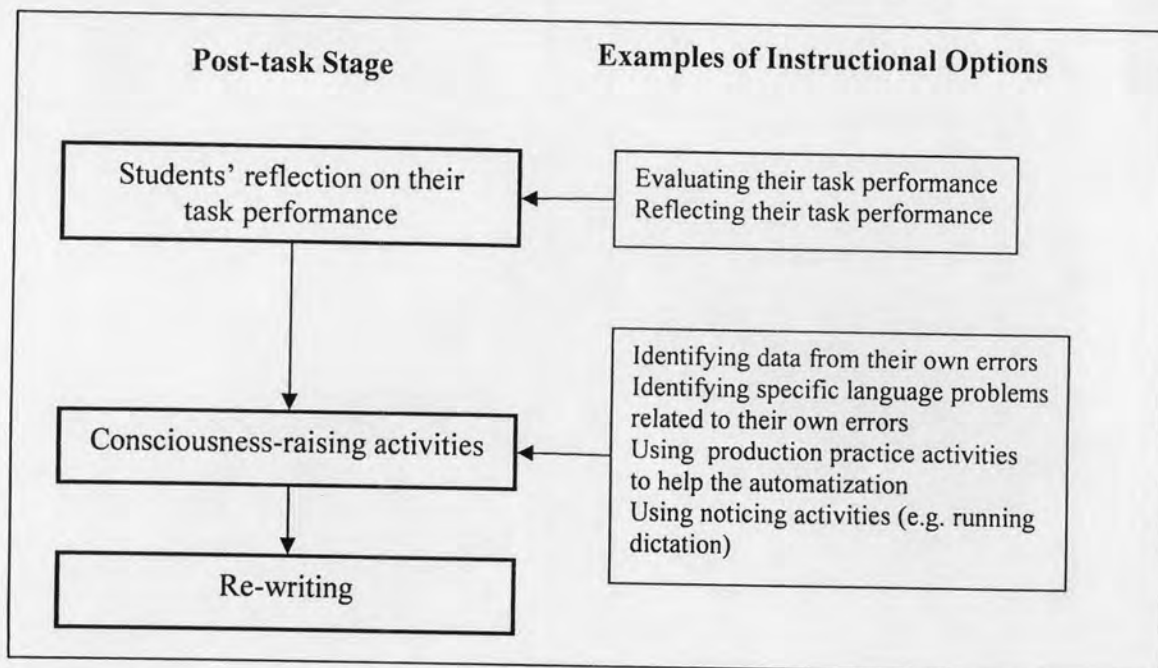 Post-task Stage
Examples of Instructional Options
Students’ reflection on their
task performance
Evaluating their task performance
Reflecting their task performance
Consciousness-raising activities
Identifying data from their own errors
Identifying specific language problems
related to their own errors
Using production practice activities
to help the automatization
Using noticing activities (e.g. running
dictation)
Re-writing